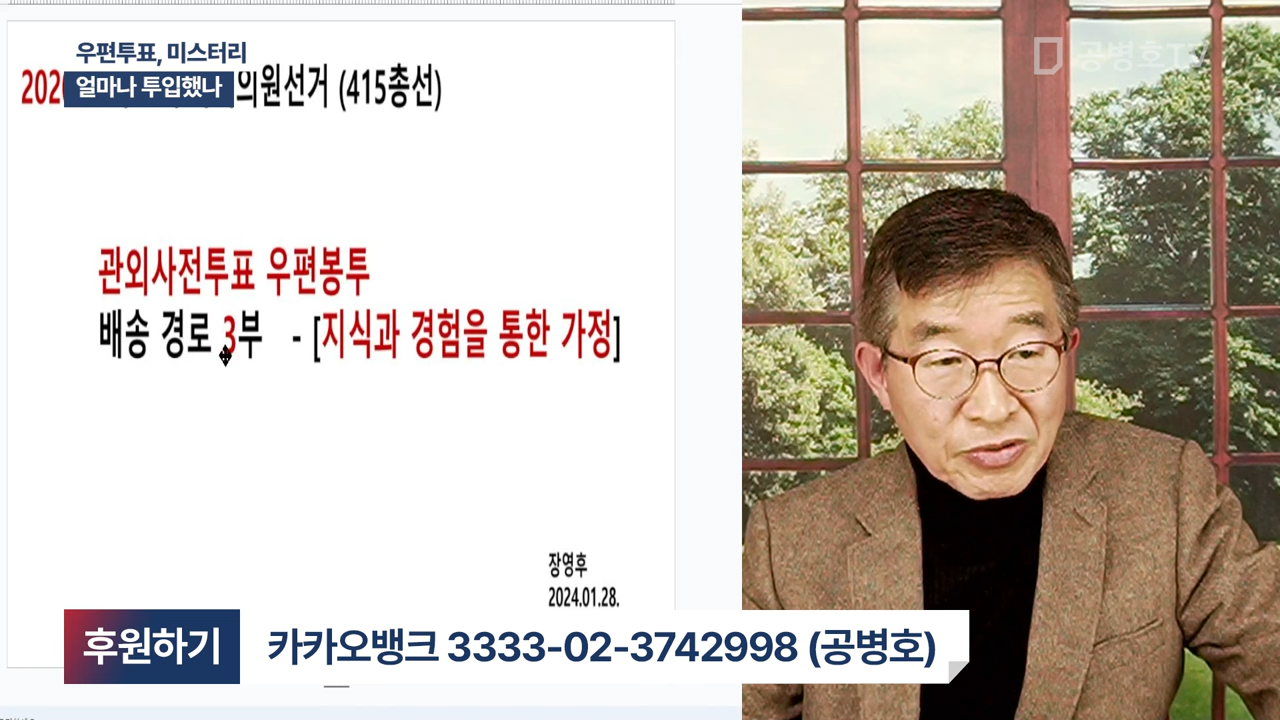 우편투표, 미스터리
얼마나 투입했나
202 의원선거 (415총선)
공병호TV
관외사전투표 우편봉투
배송 경로 3부 - [지식과 경험을 통한 가정]
장영후
2024.01.28.
후원하기
카카오뱅크 3333-02-3742998 (공병호)